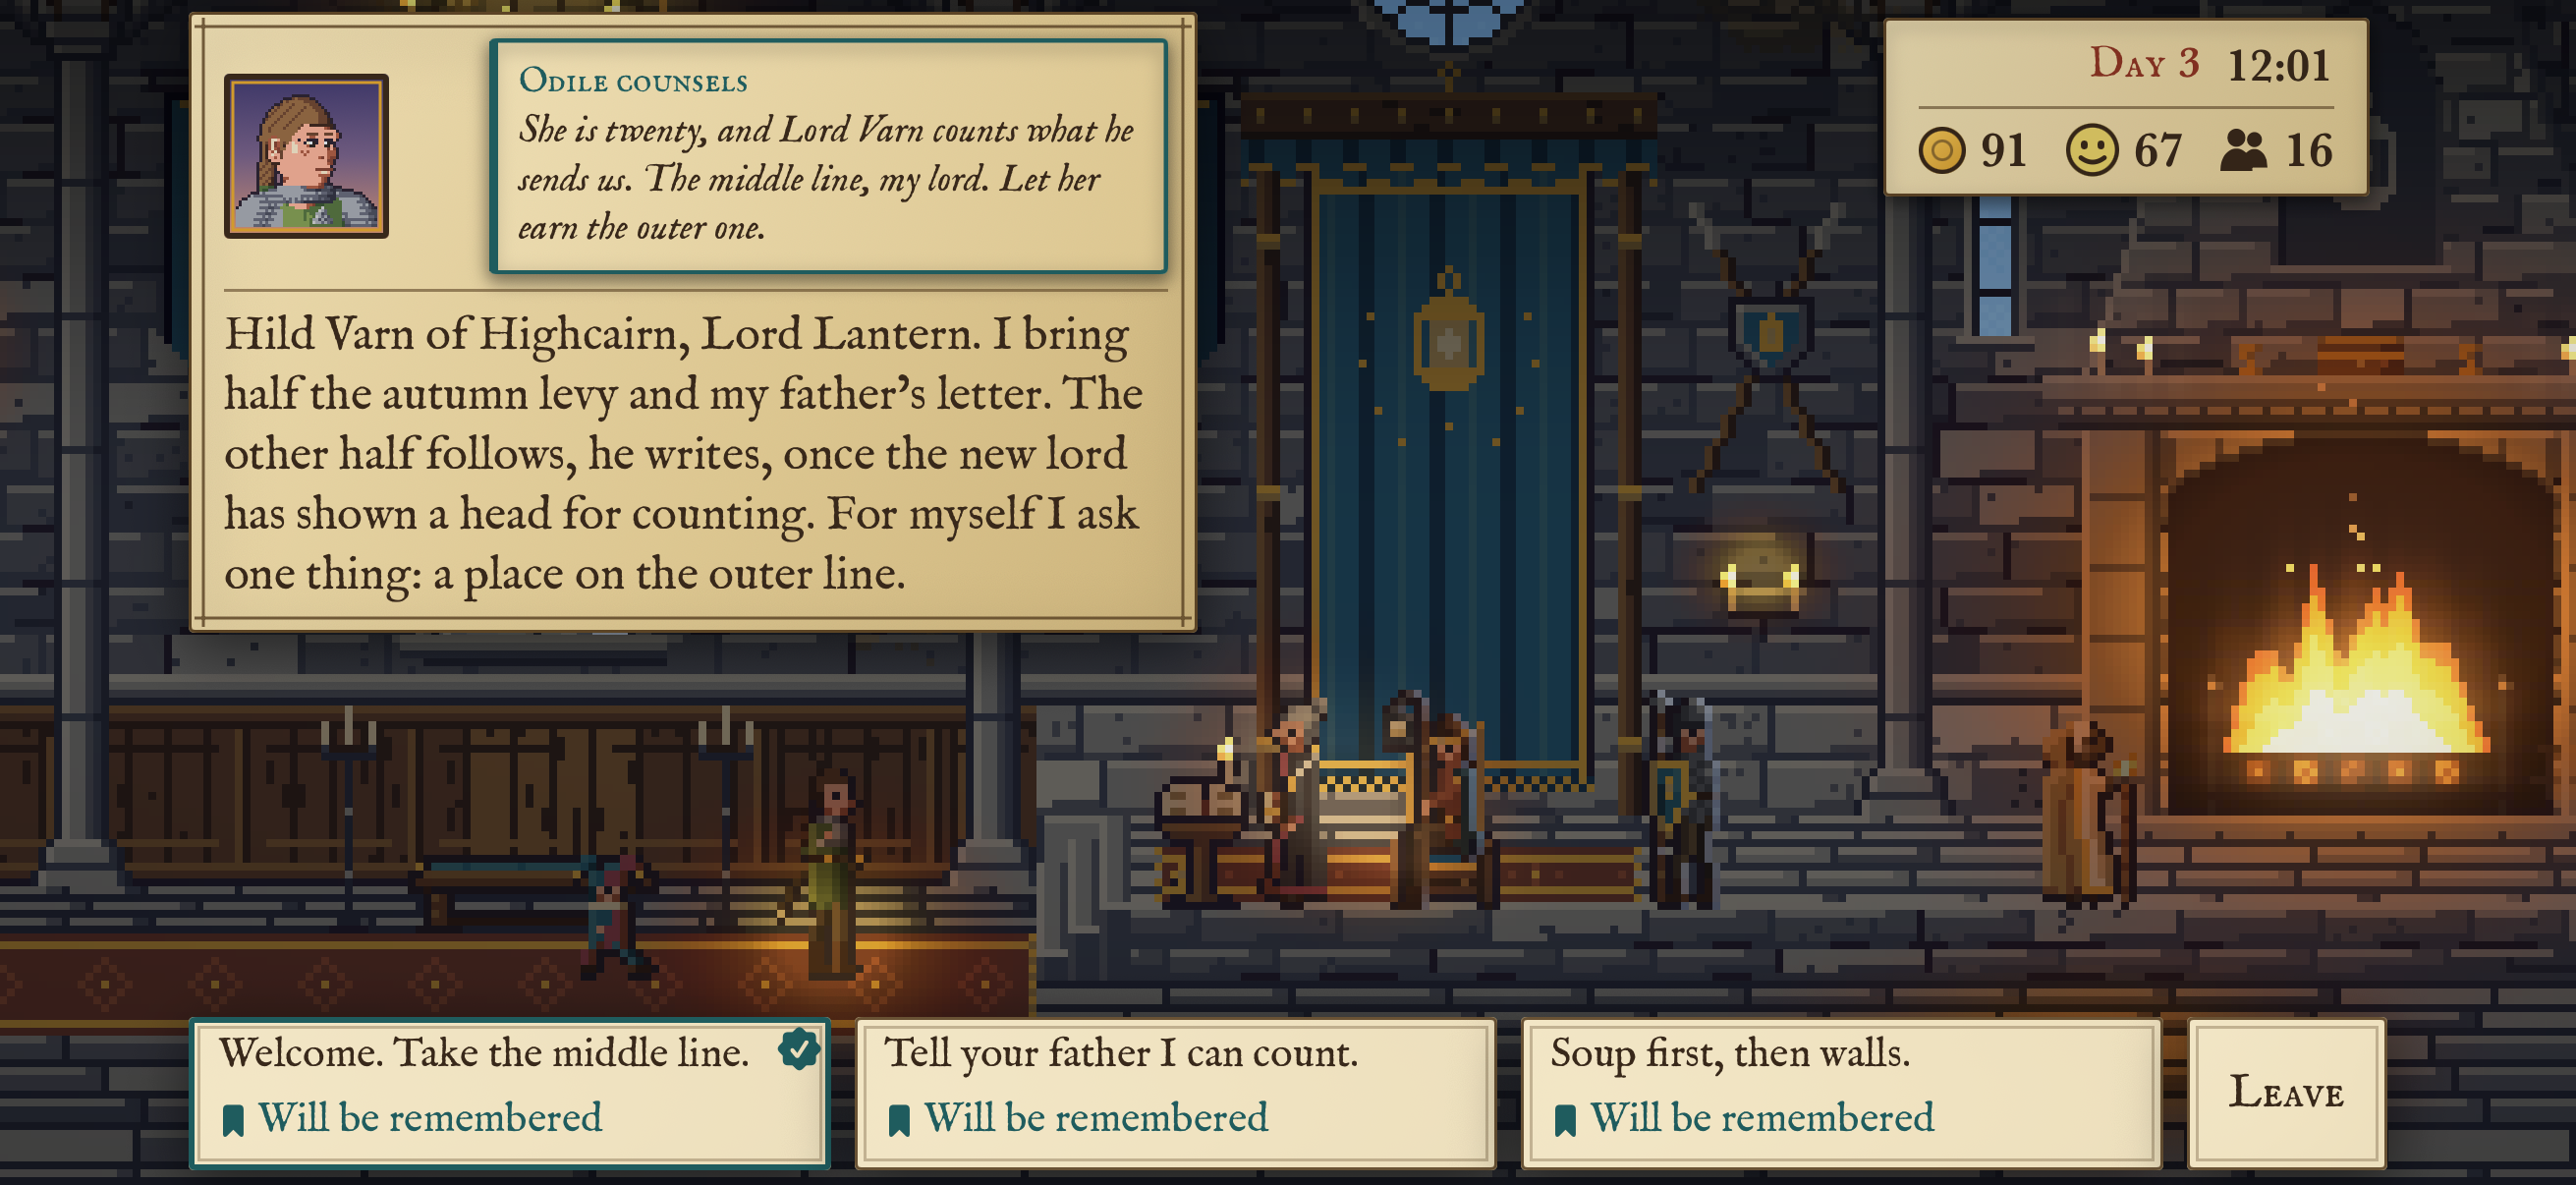 Odile counsels
She is twenty, and Lord Varn counts what he
sends us. The middle line, my lord. Let her
earn the outer one.
Day 3 12:01
91 67 16
Hild Varn of Highcairn, Lord Lantern. I bring
half the autumn levy and my father’s letter. The
other half follows, he writes, once the new lord
has shown a head for counting. For myself I ask
one thing: a place on the outer line.
Welcome. Take the middle line.
Will be remembered
Tell your father I can count.
Will be remembered
Soup first, then walls.
Will be remembered
Leave